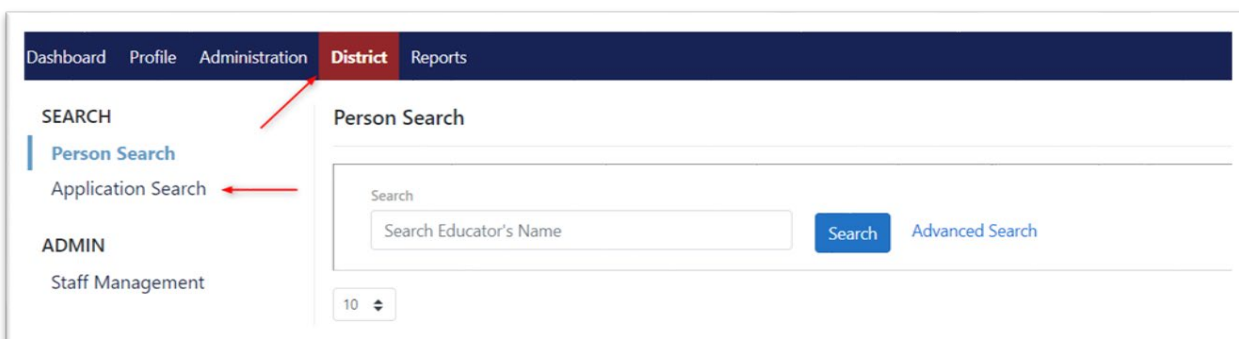 Dashboard Profile Administration District Reports
SEARCH
Person Search
Application Search
ADMIN
Staff Management
Person Search
Search
Search Educator's Name
Search Advanced Search
10